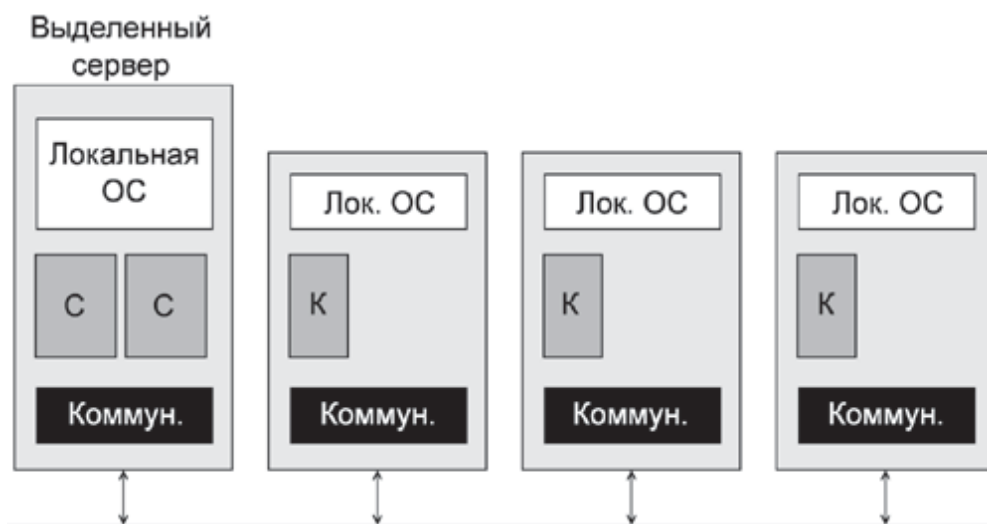 Выделенный
сервер
Локальная
ОС
Лок. ОС
Лок. ОС
Лок. ОС
С
С
К
К
К
Коммун.
Коммун.
Коммун.
Коммун.